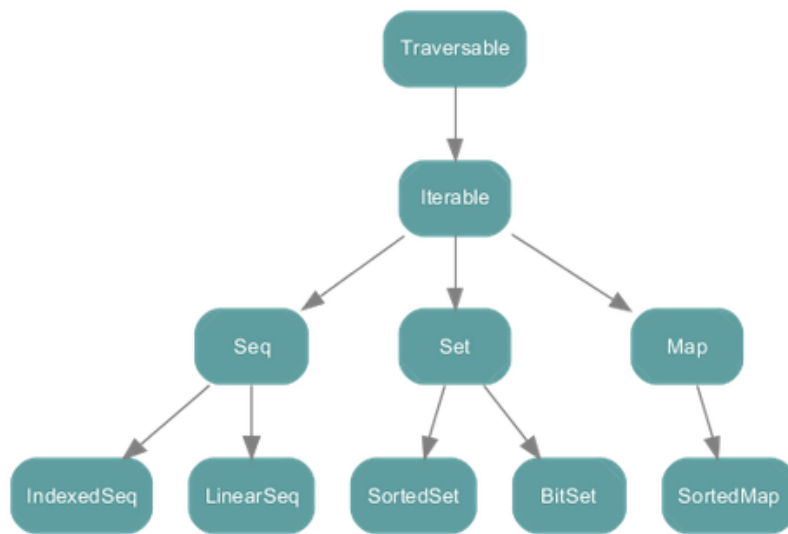 Traversable
Iterable
Seq
Set
Map
IndexedSeq
LinearSeq
SortedSet
BitSet
SortedMap